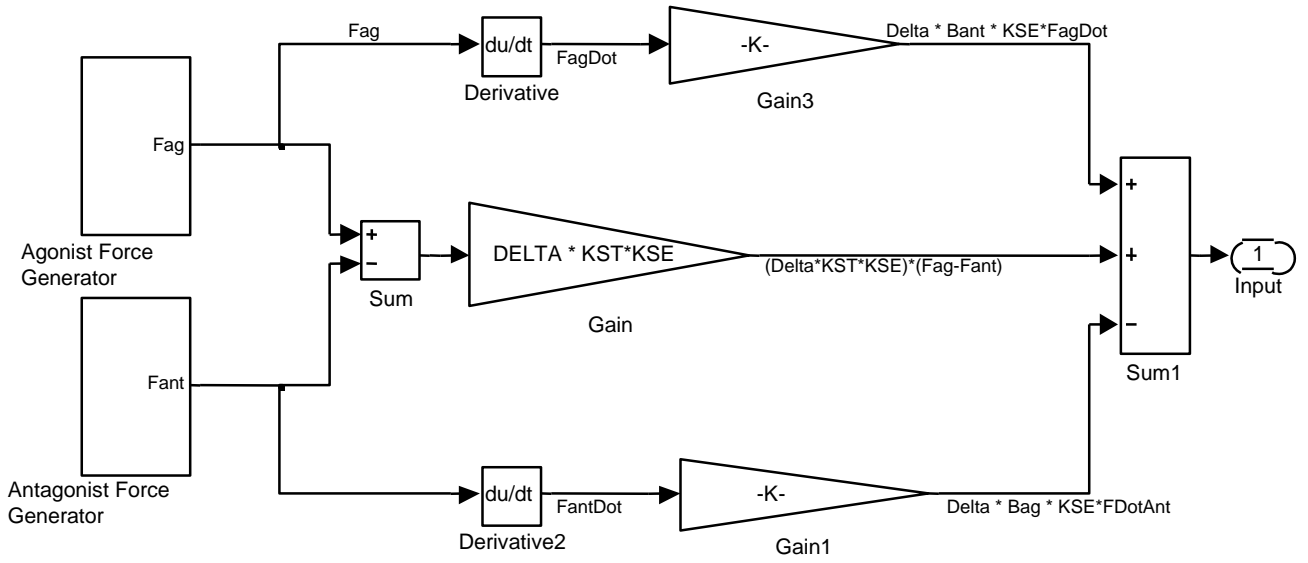 Fag
du/dt
FagDot
Derivative
-K-
Gain3
Delta * Bant * KSE*FagDot
Fag
Agonist Force
Generator
+
−
Sum
DELTA * KST*KSE
Gain
(Delta*KST*KSE)*(Fag-Fant)
+
+
−
Sum1
1
Input
Fant
Antagonist Force
Generator
du/dt
FantDot
Derivative2
-K-
Gain1
Delta * Bag * KSE*FDotAnt